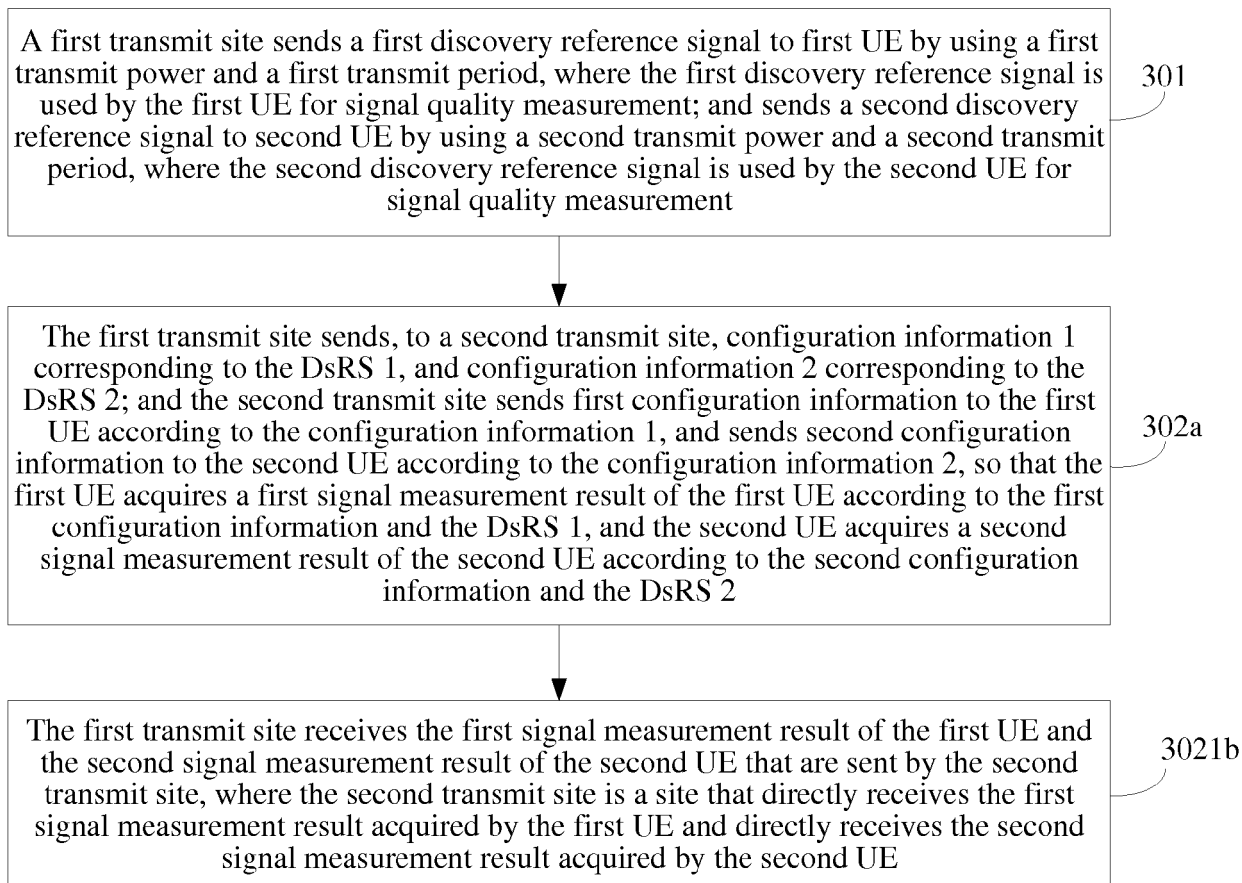 A first transmit site sends a first discovery reference signal to first UE by using a first
transmit power and a first transmit period, where the first discovery reference signal is
used by the first UE for signal quality measurement; and sends a second discovery
reference signal to second UE by using a second transmit power and a second transmit
period, where the second discovery reference signal is used by the second UE for
signal quality measurement
301
The first transmit site sends, to a second transmit site, configuration information 1
corresponding to the DsRS 1, and configuration information 2 corresponding to the
DsRS 2; and the second transmit site sends first configuration information to the first
UE according to the configuration information 1, and sends second configuration
information to the second UE according to the configuration information 2, so that the
first UE acquires a first signal measurement result of the first UE according to the first
configuration information and the DsRS 1, and the second UE acquires a second
signal measurement result of the second UE according to the second configuration
information and the DsRS 2
302a
The first transmit site receives the first signal measurement result of the first UE and
the second signal measurement result of the second UE that are sent by the second
transmit site, where the second transmit site is a site that directly receives the first
signal measurement result acquired by the first UE and directly receives the second
signal measurement result acquired by the second UE
3021b